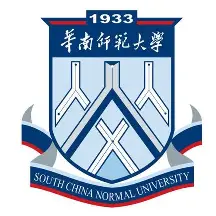 1933
華南師範大學
SOUTH CHINA NORMAL UNIVERSITY